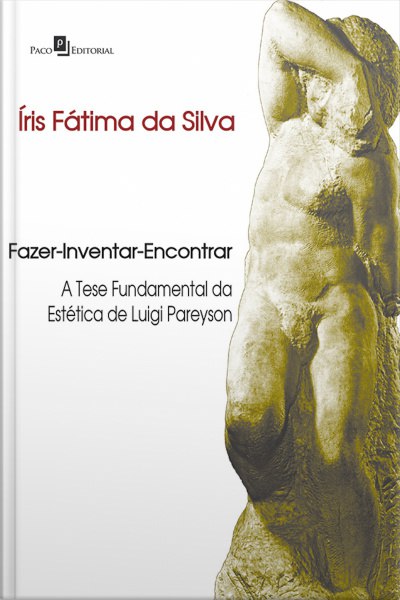 PACO EDITORIAL
Íris Fátima da Silva
Fazer-Inventar-Encontrar
A Tese Fundamental da
Estética de Luigi Pareyson